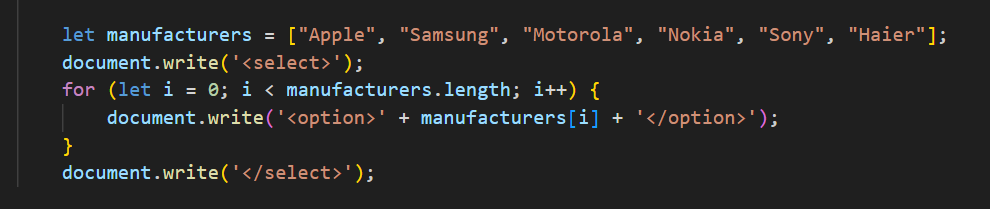 let manufacturers = ["Apple", "Samsung", "Motorola", "Nokia", "Sony", "Haier"];
document.write('<select>');
for (let i = 0; i < manufacturers.length; i++) {
    document.write('<option>' + manufacturers[i] + '</option>');
}
document.write('</select>');